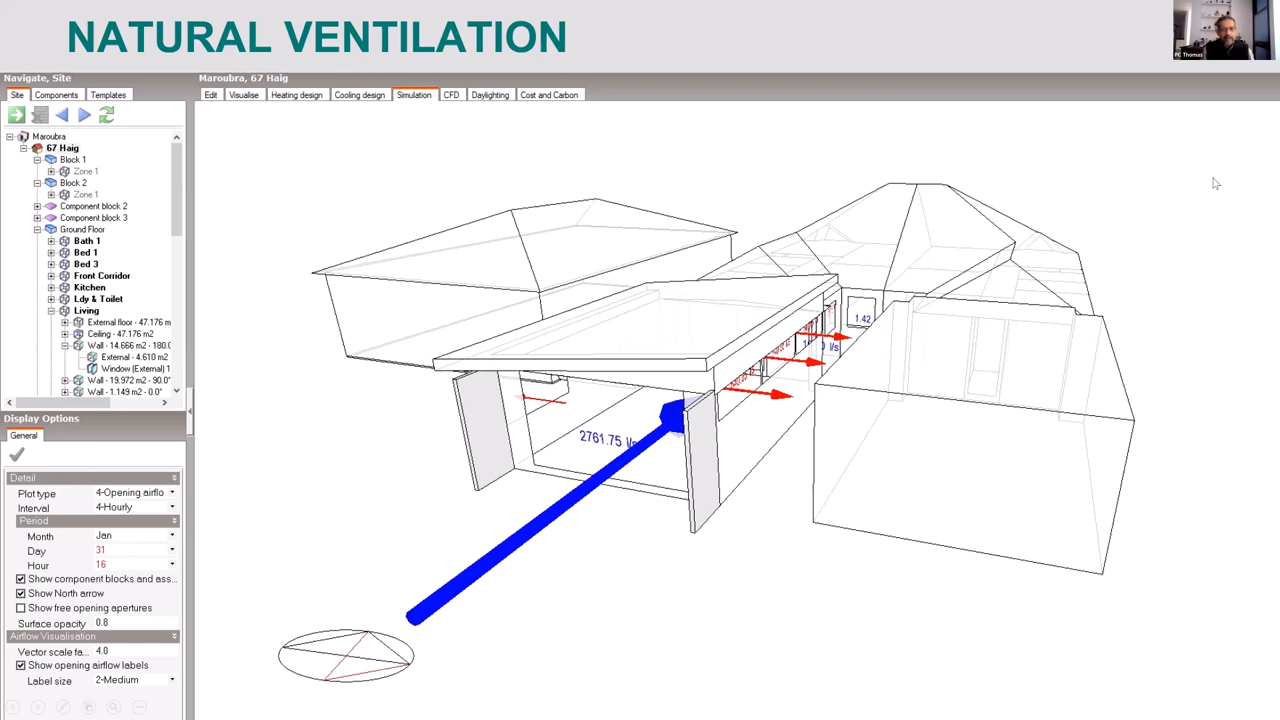 NATURAL VENTILATION
PC Thomas
Navigate, Site
Site Components Templates
Maroubra
67 Haig
Block 1
Zone 1
Block 2
Zone 1
Component block 2
Component block 3
Ground Floor
Bath 1
Bed 1
Bed 3
Front Corridor
Kitchen
Ldy & Toilet
Living
External floor - 47.176 m
Ceiling - 47.176 m2
Wall - 14.666 m2 - 180.0
External - 4.610 m2
Window (External) 1
Wall - 19.972 m2 - 90.0°
Wall - 1.149 m2 - 0.0°
Display Options
General
Detail
Plot type 4-Opening airflo
Interval 4-Hourly
Period
Month Jan
Day 31
Hour 16
Show component blocks and ass...
Show North arrow
Show free opening apertures
Surface opacity 0.8
Airflow Visualisation
Vector scale fa... 4.0
Show opening airflow labels
Label size 2-Medium
Maroubra, 67 Haig
Edit Visualise Heating design Cooling design Simulation CFD Daylighting Cost and Carbon
1.42
l/s
2761.75 l/s